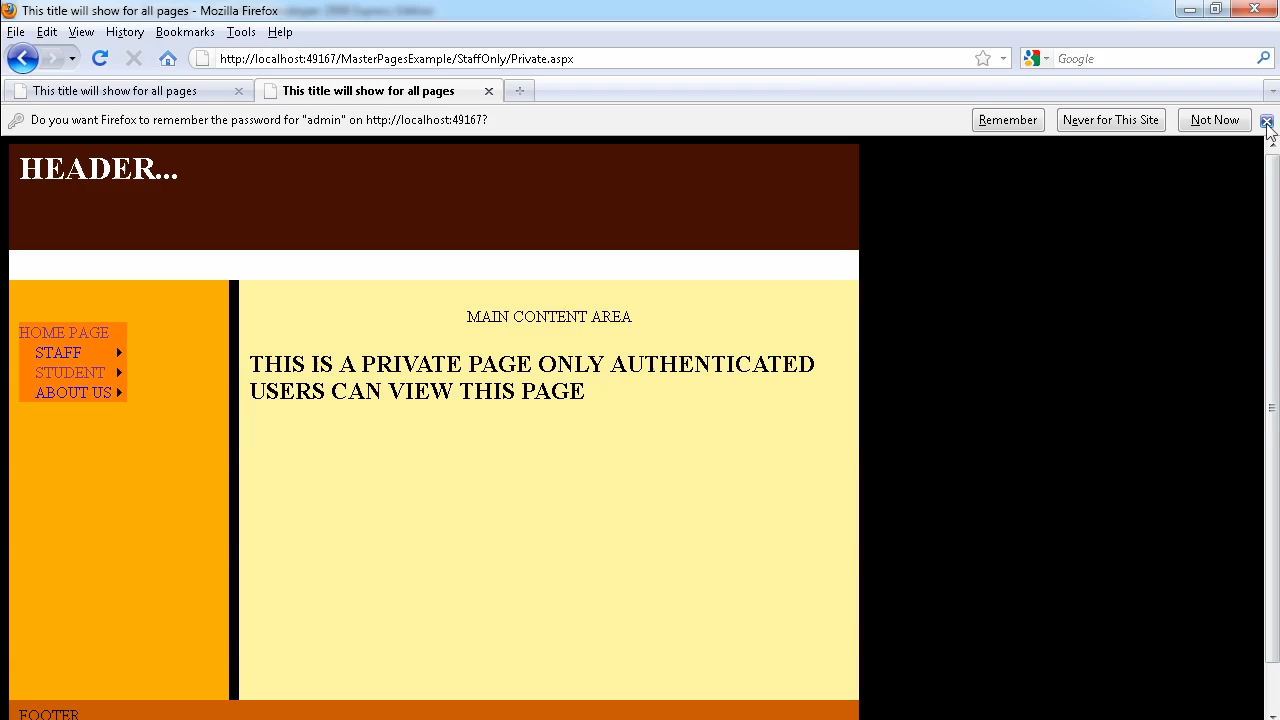 This title will show for all pages - Mozilla Firefox
File Edit View History Bookmarks Tools Help
http://localhost:49167/MasterPagesExample/StaffOnly/Private.aspx Google
This title will show for all pages This title will show for all pages
Do you want Firefox to remember the password for "admin" on http://localhost:49167? Remember Never for This Site Not Now
HEADER...
HOME PAGE
STAFF
STUDENT
ABOUT US
MAIN CONTENT AREA
THIS IS A PRIVATE PAGE ONLY AUTHENTICATED
USERS CAN VIEW THIS PAGE
FOOTER